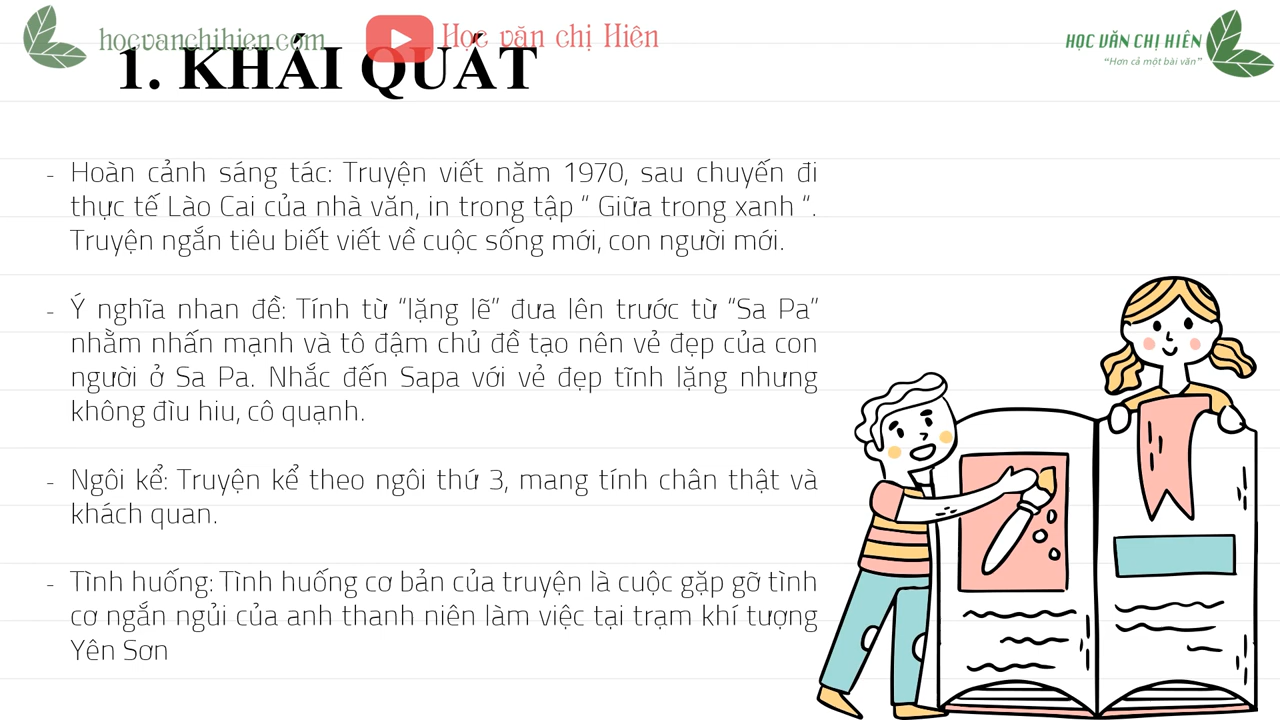 hocvanchihien.com
Học văn chị Hiên
HỌC VĂN CHỊ HIÊN
“Hơn cả một bài văn”
1. KHÁI QUÁT
- Hoàn cảnh sáng tác: Truyện viết năm 1970, sau chuyến đi
thực tế Lào Cai của nhà văn, in trong tập “ Giữa trong xanh “.
Truyện ngắn tiêu biết viết về cuộc sống mới, con người mới.
- Ý nghĩa nhan đề: Tính từ “lặng lẽ” đưa lên trước từ “Sa Pa”
nhằm nhấn mạnh và tô đậm chủ đề tạo nên vẻ đẹp của con
người ở Sa Pa. Nhắc đến Sapa với vẻ đẹp tĩnh lặng nhưng
không đìu hiu, cô quạnh.
- Ngôi kể: Truyện kể theo ngôi thứ 3, mang tính chân thật và
khách quan.
- Tình huống: Tình huống cơ bản của truyện là cuộc gặp gỡ tình
cơ ngắn ngủi của anh thanh niên làm việc tại trạm khí tượng
Yên Sơn